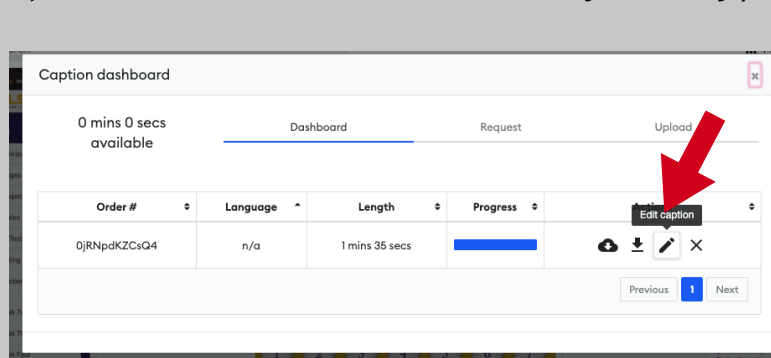 Caption dashboard
×
0 mins 0 secs
available
Dashboard
Request
Upload
Order #
Language
Length
Progress
Edit caption
0jRNpdKZCsQ4
n/a
1 mins 35 secs
Previous
1
Next